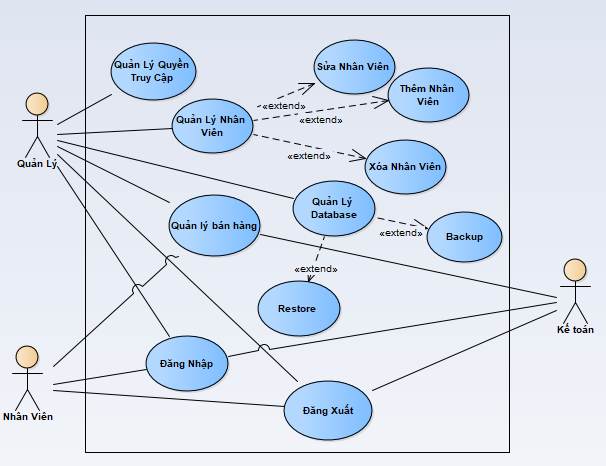 Quản Lý Quyền
Truy Cập
Sửa Nhân Viên
Thêm Nhân
Viên
«extend»
«extend»
Quản Lý Nhân
Viên
«extend»
Quản Lý
Xóa Nhân Viên
Quản Lý
Database
Quản lý bán hàng
«extend»
Backup
«extend»
Restore
Kế toán
Đăng Nhập
Nhân Viên
Đăng Xuất